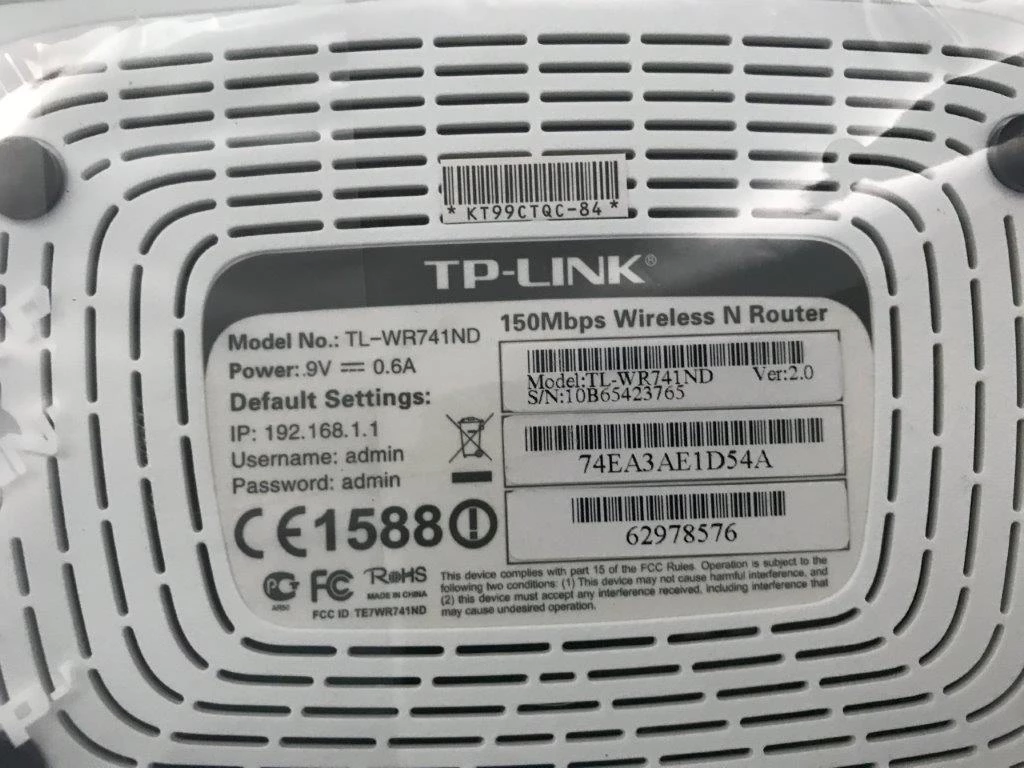 * KT99CTQC-84 *
TP-LINK®
150Mbps Wireless N Router
Model No.: TL-WR741ND
Power: 9V ⎓ 0.6A
Default Settings:
IP: 192.168.1.1
Username: admin
Password: admin
Model:TL-WR741ND Ver:2.0
S/N:10B65423765
74EA3AE1D54A
62978576
CE1588
PG
AR50
FC
RoHS
MADE IN CHINA
FCC ID TE7WR741ND
This device complies with part 15 of the FCC Rules. Operation is subject to the
following two conditions: (1) This device may not cause harmful interference, and
(2) this device must accept any interference received, including interference that
may cause undesired operation.